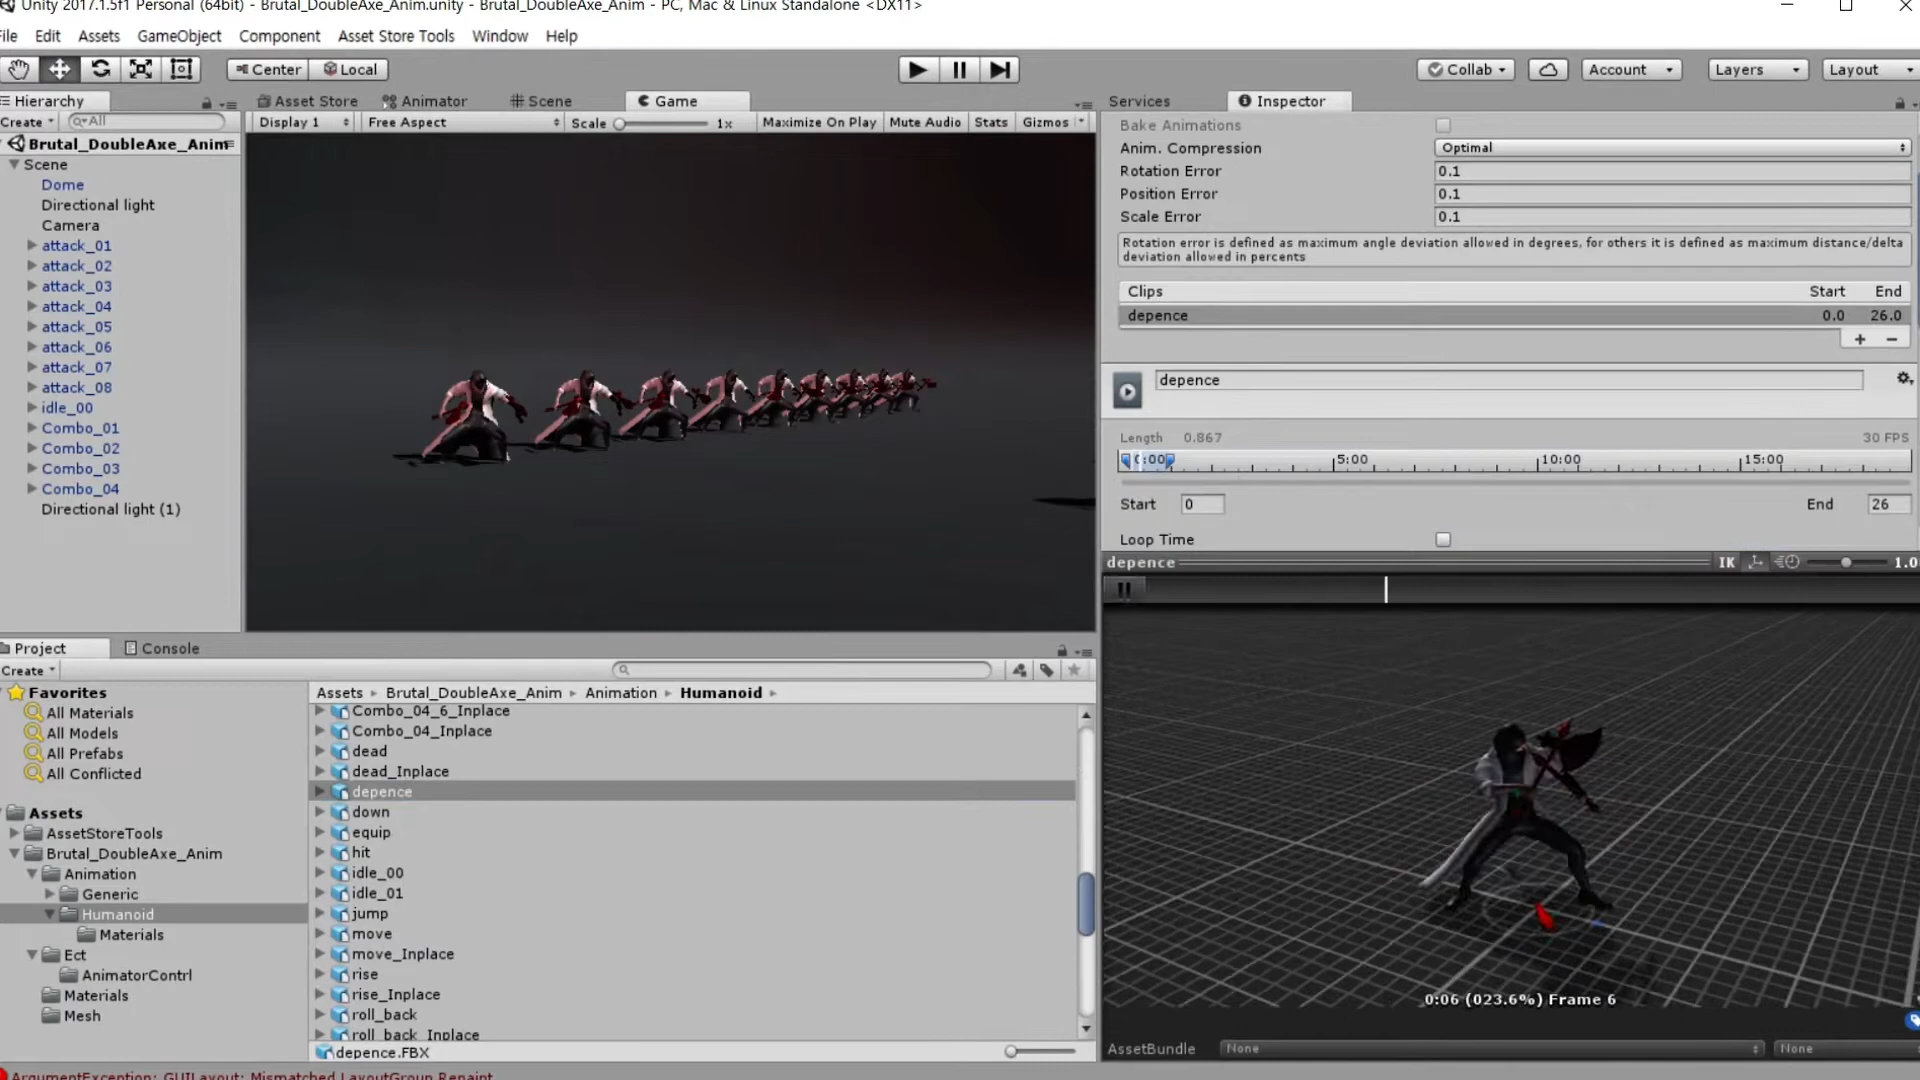 Unity 2017.1.5f1 Personal (64bit) - Brutal_DoubleAxe_Anim.unity - Brutal_DoubleAxe_Anim - PC, Mac & Linux Standalone <DX11>
File Edit Assets GameObject Component Asset Store Tools Window Help
Center Local Collab Account Layers Layout
Hierarchy Asset Store Animator Scene Game Services Inspector
Create All Display 1 Free Aspect Scale 1x Maximize On Play Mute Audio Stats Gizmos
Brutal_DoubleAxe_Anim
Scene
Dome
Directional light
Camera
attack_01
attack_02
attack_03
attack_04
attack_05
attack_06
attack_07
attack_08
idle_00
Combo_01
Combo_02
Combo_03
Combo_04
Directional light (1)
Bake Animations
Anim. Compression Optimal
Rotation Error 0.1
Position Error 0.1
Scale Error 0.1
Rotation error is defined as maximum angle deviation allowed in degrees, for others it is defined as maximum distance/delta
deviation allowed in percents
Clips Start End
depence 0.0 26.0
+ −
depence
Length 0.867 30 FPS
0:00 5:00 10:00 15:00
Start 0 End 26
Loop Time
depence IK 1.0
0:06 (023.6%) Frame 6
AssetBundle None None
Project Console
Create
Favorites
All Materials
All Models
All Prefabs
All Conflicted
Assets
AssetStoreTools
Brutal_DoubleAxe_Anim
Animation
Generic
Humanoid
Materials
Ect
AnimatorContrl
Materials
Mesh
Assets Brutal_DoubleAxe_Anim Animation Humanoid
Combo_04_6_Inplace
Combo_04_Inplace
dead
dead_Inplace
depence
down
equip
hit
idle_00
idle_01
jump
move
move_Inplace
rise
rise_Inplace
roll_back
roll_back_Inplace
depence.FBX
ArgumentException: GUILayout: Mismatched LayoutGroup.Repaint